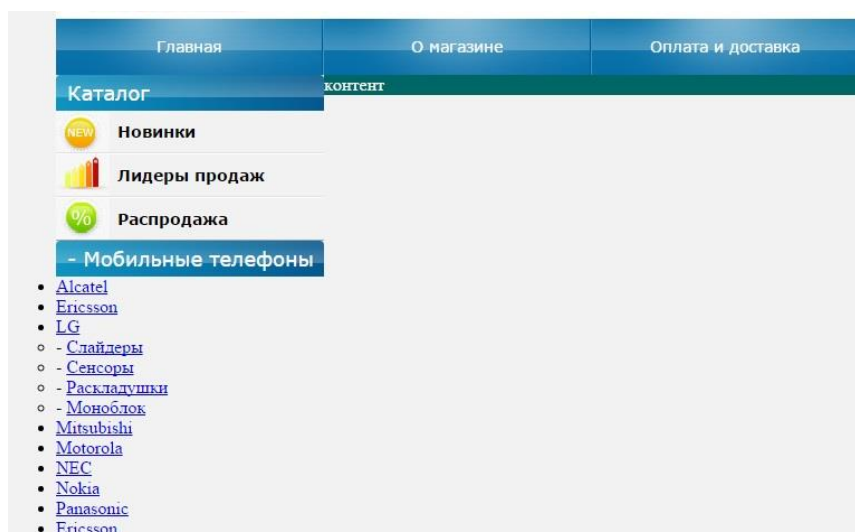 Главная О магазине Оплата и доставка
Каталог контент
NEW Новинки
Лидеры продаж
% Распродажа
- Мобильные телефоны
• Alcatel
• Ericsson
• LG
◦ - Слайдеры
◦ - Сенсоры
◦ - Раскладушки
◦ - Моноблок
• Mitsubishi
• Motorola
• NEC
• Nokia
• Panasonic
• Ericsson